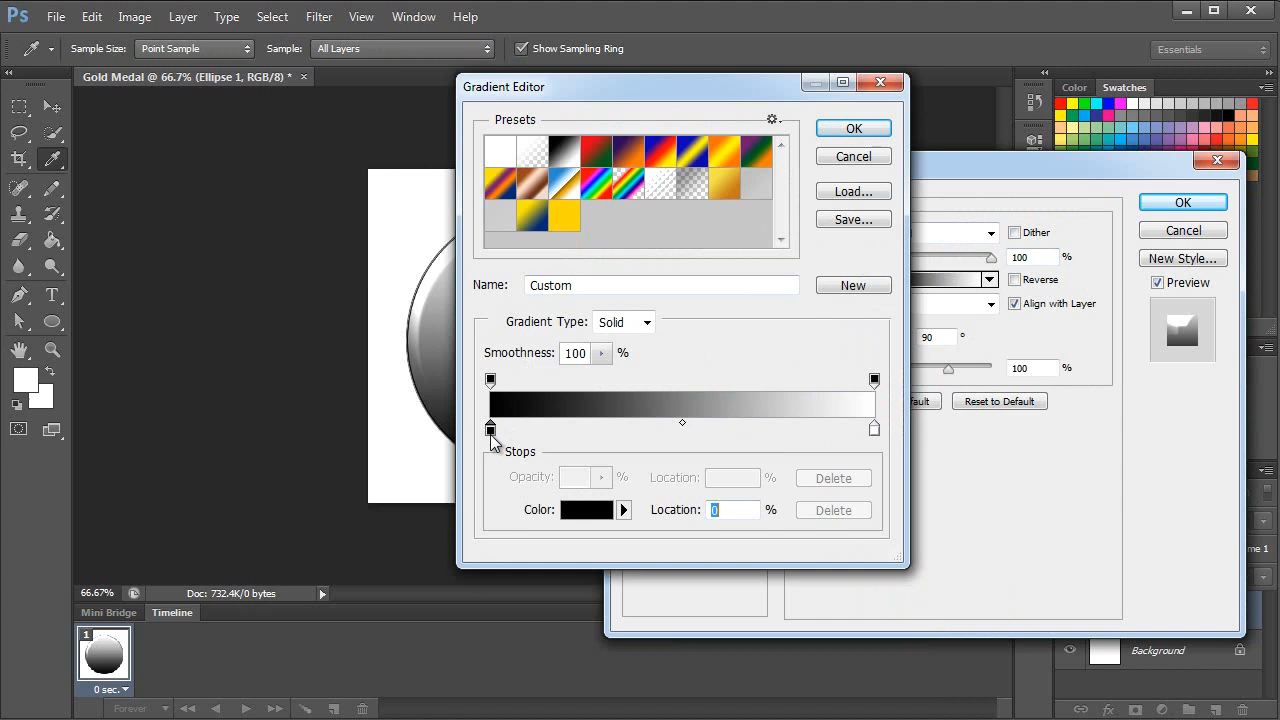 Ps File Edit Image Layer Type Select Filter View Window Help
Sample Size: Point Sample Sample: All Layers Show Sampling Ring Essentials
Gold Medal @ 66.7% (Ellipse 1, RGB/8) * ×
Color Swatches
Gradient Editor
Presets
OK
Cancel
Load...
Save...
Name: Custom New
Gradient Type: Solid
Smoothness: 100 %
Stops
Opacity: % Location: % Delete
Color: Location: 0 % Delete
Dither
100 %
Reverse
Align with Layer
90 °
100 %
Reset to Default
OK
Cancel
New Style...
Preview
me 1
Background
66.67% Doc: 732.4K/0 bytes
Mini Bridge Timeline
1
0 sec.
Forever
T
fx